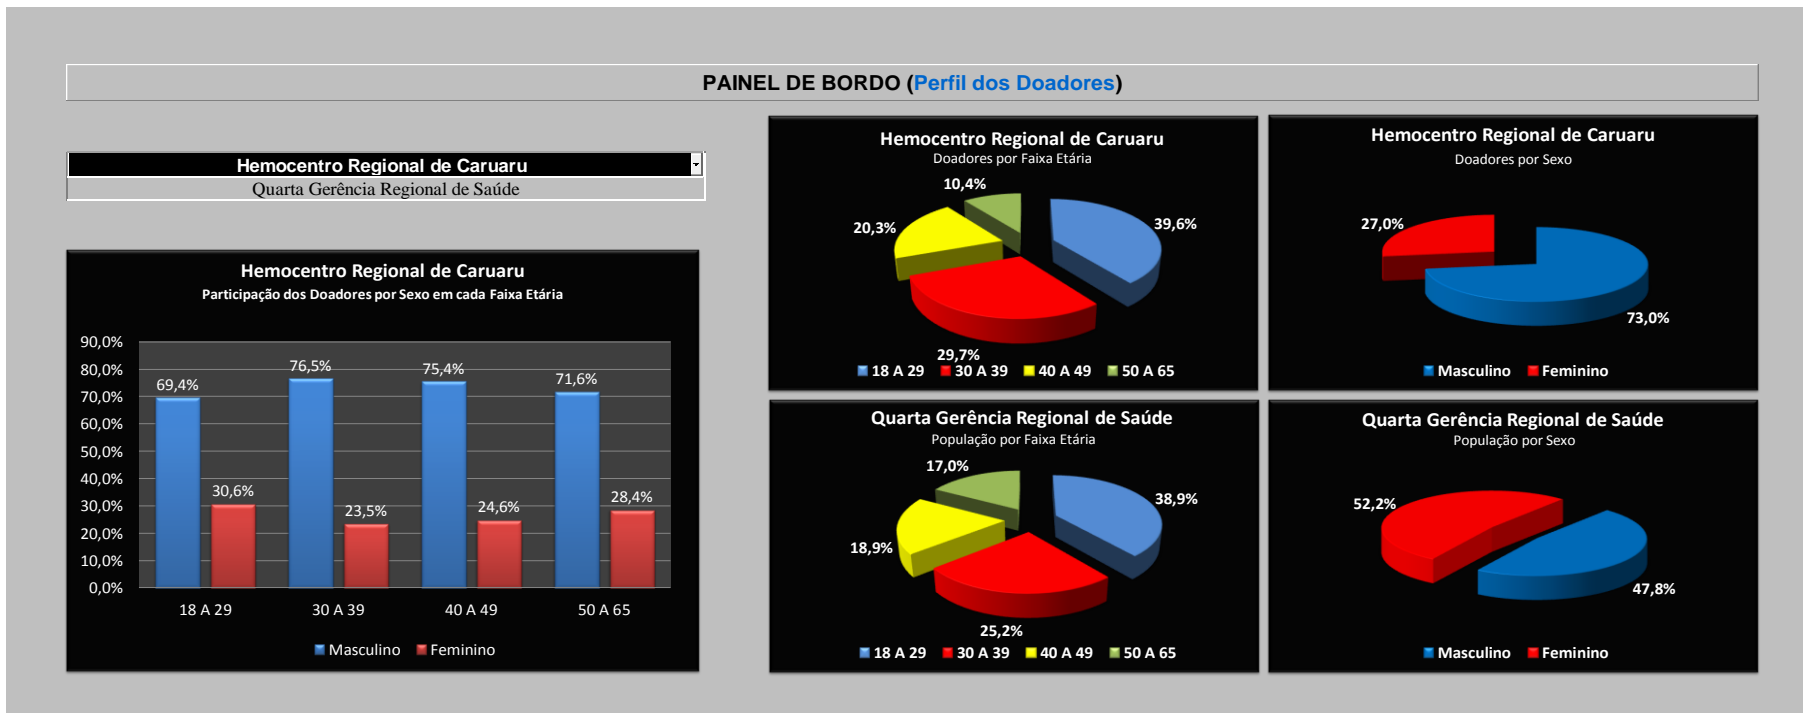 PAINEL DE BORDO (Perfil dos Doadores)
Hemocentro Regional de Caruaru
Quarta Gerência Regional de Saúde
Hemocentro Regional de Caruaru
Participação dos Doadores por Sexo em cada Faixa Etária
90,0%
80,0%
70,0%
60,0%
50,0%
40,0%
30,0%
20,0%
10,0%
0,0%
69,4%
30,6%
76,5%
23,5%
75,4%
24,6%
71,6%
28,4%
18 A 29 30 A 39 40 A 49 50 A 65
Masculino Feminino
Hemocentro Regional de Caruaru
Doadores por Faixa Etária
10,4%
20,3%
39,6%
29,7%
18 A 29 30 A 39 40 A 49 50 A 65
Hemocentro Regional de Caruaru
Doadores por Sexo
27,0%
73,0%
Masculino Feminino
Quarta Gerência Regional de Saúde
População por Faixa Etária
17,0%
38,9%
18,9%
25,2%
18 A 29 30 A 39 40 A 49 50 A 65
Quarta Gerência Regional de Saúde
População por Sexo
52,2%
47,8%
Masculino Feminino